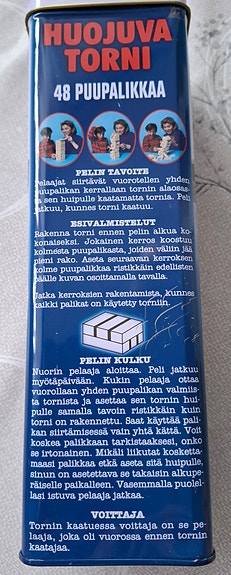 HUOJUVA
TORNI
48 PUUPALIKKAA
PELIN TAVOITE
Pelaajat siirtävät vuorotellen yhden
puupalikan kerrallaan tornin alaosas-
ta sen huipulle kaatamatta tornia. Peli
jatkuu, kunnes torni kaatuu.
ESIVALMISTELUT
Rakenna torni ennen pelin alkua ko-
konaiseksi. Jokainen kerros koostuu
kolmesta puupalikasta, joiden väliin jää
pieni rako. Aseta seuraavan kerroksen
kolme puupalikkaa ristikkäin edellisten
päälle kuvan osoittamalla tavalla.
Jatka kerroksien rakentamista, kunnes
kaikki palikat on käytetty torniin.
PELIN KULKU
Nuorin pelaaja aloittaa. Peli jatkuu
myötäpäivään. Kukin pelaaja ottaa
vuorollaan yhden puupalikan valmiis-
ta tornista ja asettaa sen tornin hui-
pulle samalla tavoin ristikkäin kuin
torni on rakennettu. Saat käyttää palik-
kan siirtämisessä vain yhtä kättä. Voit
koskea palikkaan tarkistaaksesi, onko
se irtonainen. Mikäli liikutat kosketta-
maasi palikkaa etkä aseta sitä huipulle,
sinun on asetettava se takaisin alkupe-
räiselle paikalleen. Vasemmalla puolel-
lasi istuva pelaaja jatkaa.
VOITTAJA
Tornin kaatuessa voittaja on se pe-
laaja, joka oli vuorossa ennen tornin
kaatajaa.